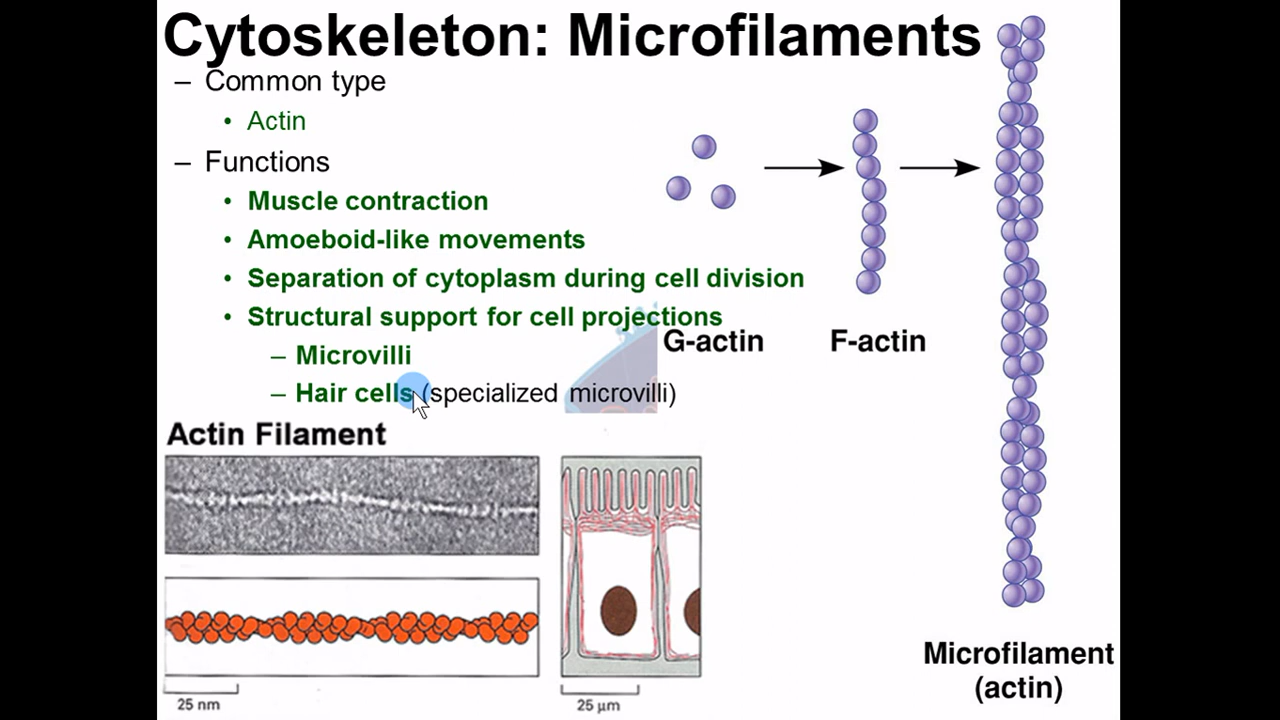 Cytoskeleton: Microfilaments
– Common type
• Actin
– Functions
• Muscle contraction
• Amoeboid-like movements
• Separation of cytoplasm during cell division
• Structural support for cell projections
– Microvilli
– Hair cells (specialized microvilli)
G-actin
F-actin
Microfilament
(actin)
Actin Filament
25 nm
25 µm